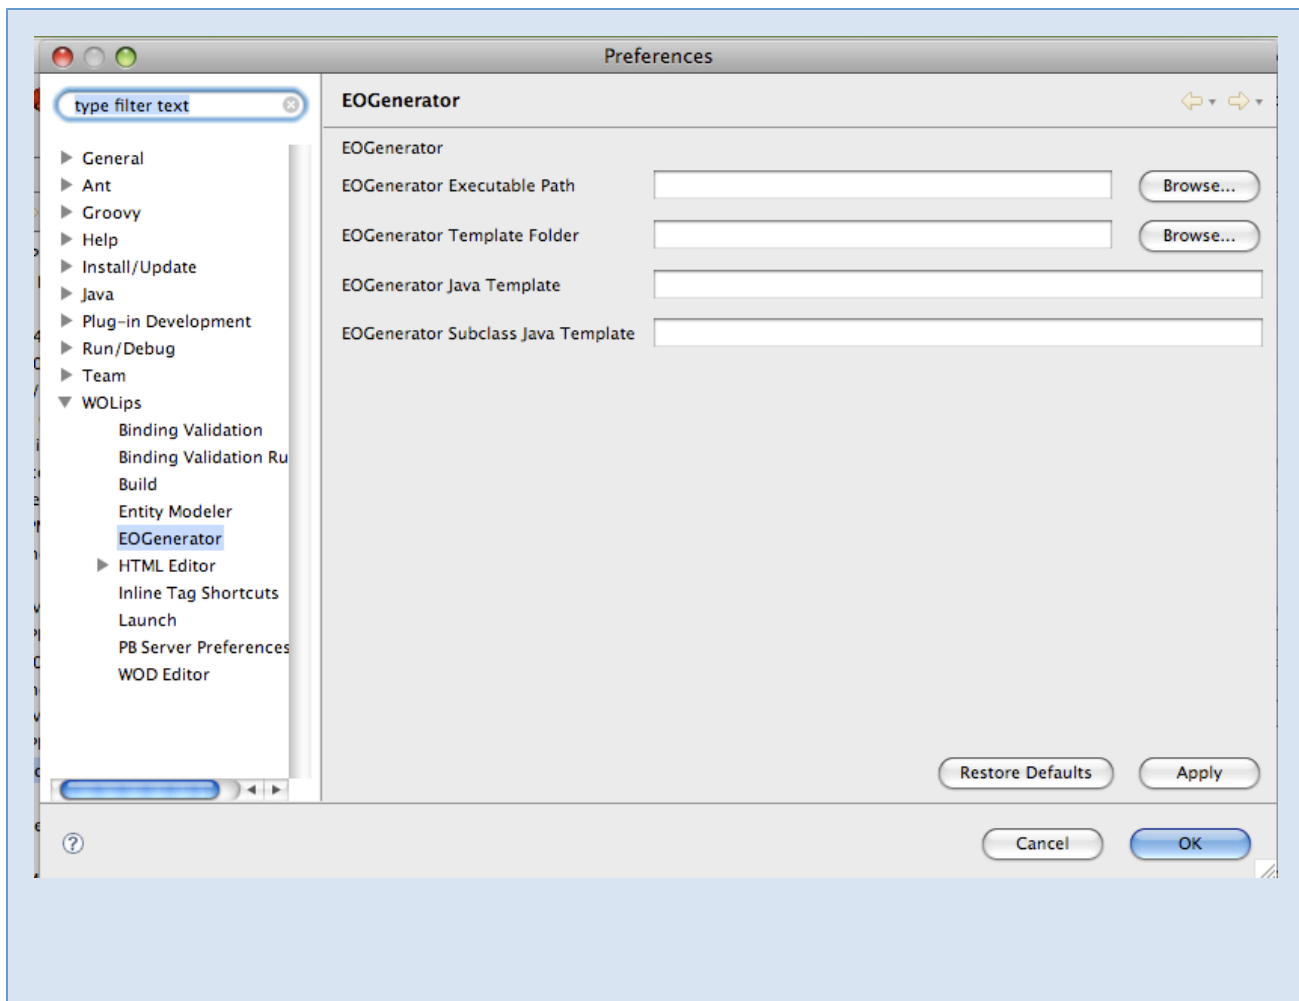 Preferences
type filter text
General
Ant
Groovy
Help
Install/Update
Java
Plug-in Development
Run/Debug
Team
WOLips
Binding Validation
Binding Validation Ru
Build
Entity Modeler
EOGenerator
HTML Editor
Inline Tag Shortcuts
Launch
PB Server Preferences
WOD Editor
EOGenerator
EOGenerator
EOGenerator Executable Path
Browse...
EOGenerator Template Folder
Browse...
EOGenerator Java Template
EOGenerator Subclass Java Template
Restore Defaults
Apply
?
Cancel
OK